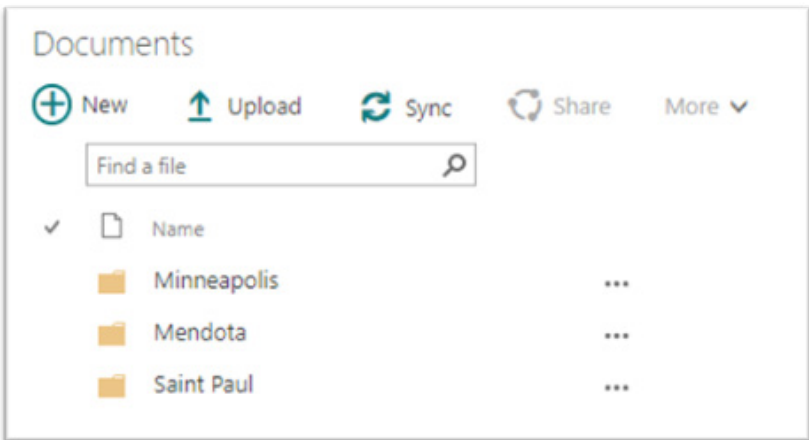 Documents
New Upload Sync Share More
Find a file
Name
Minneapolis
Mendota
Saint Paul